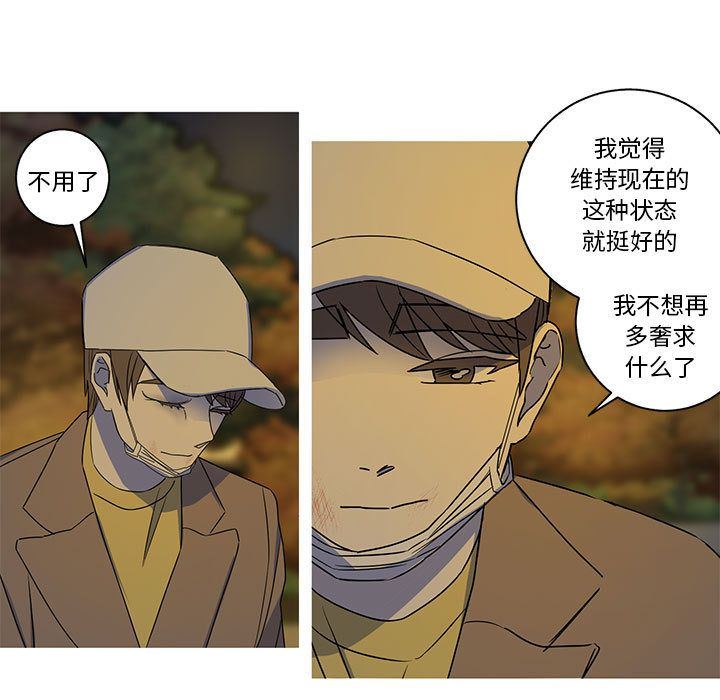 不用了
我觉得
维持现在的
这种状态
就挺好的
我不想再
多奢求
什么了